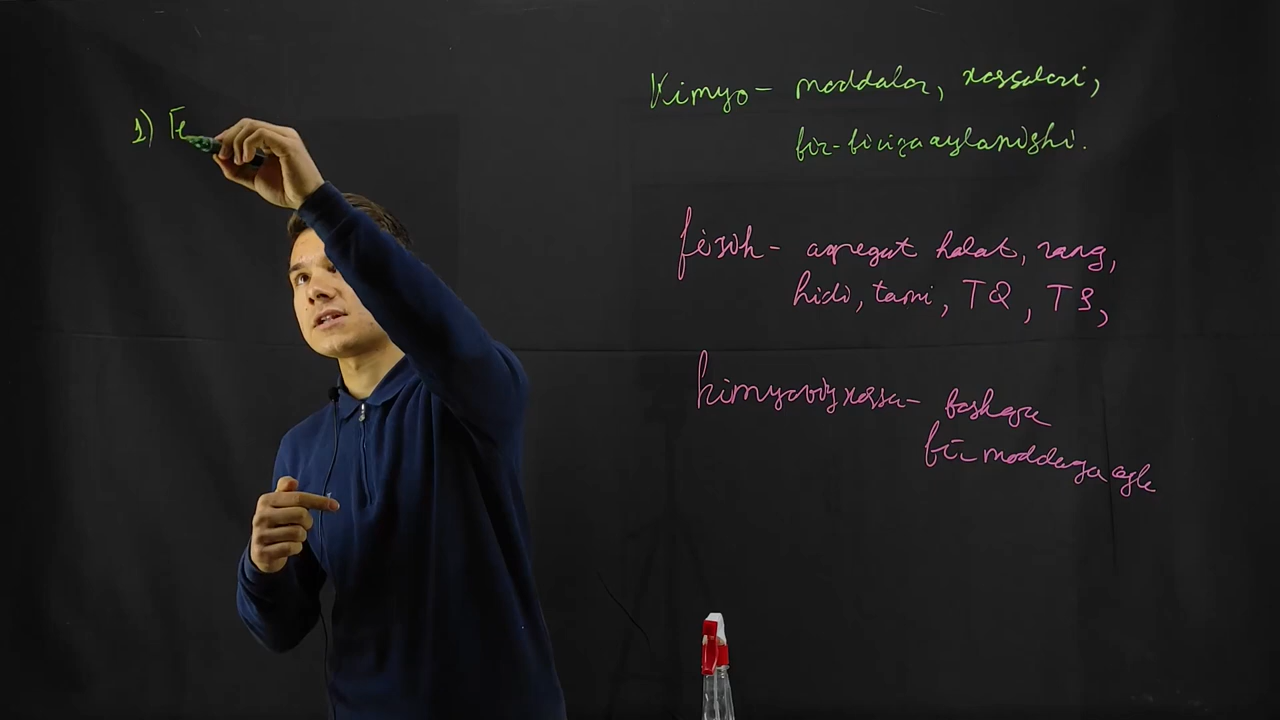 1) Fe
Kimyo - moddalar, xossalari,
bir-biriga aylanishi.
fizik - agregat holat, rang,
hidi, tami, TQ, TS,
kimyoviy xossa - boshqa
bir moddaga ayla